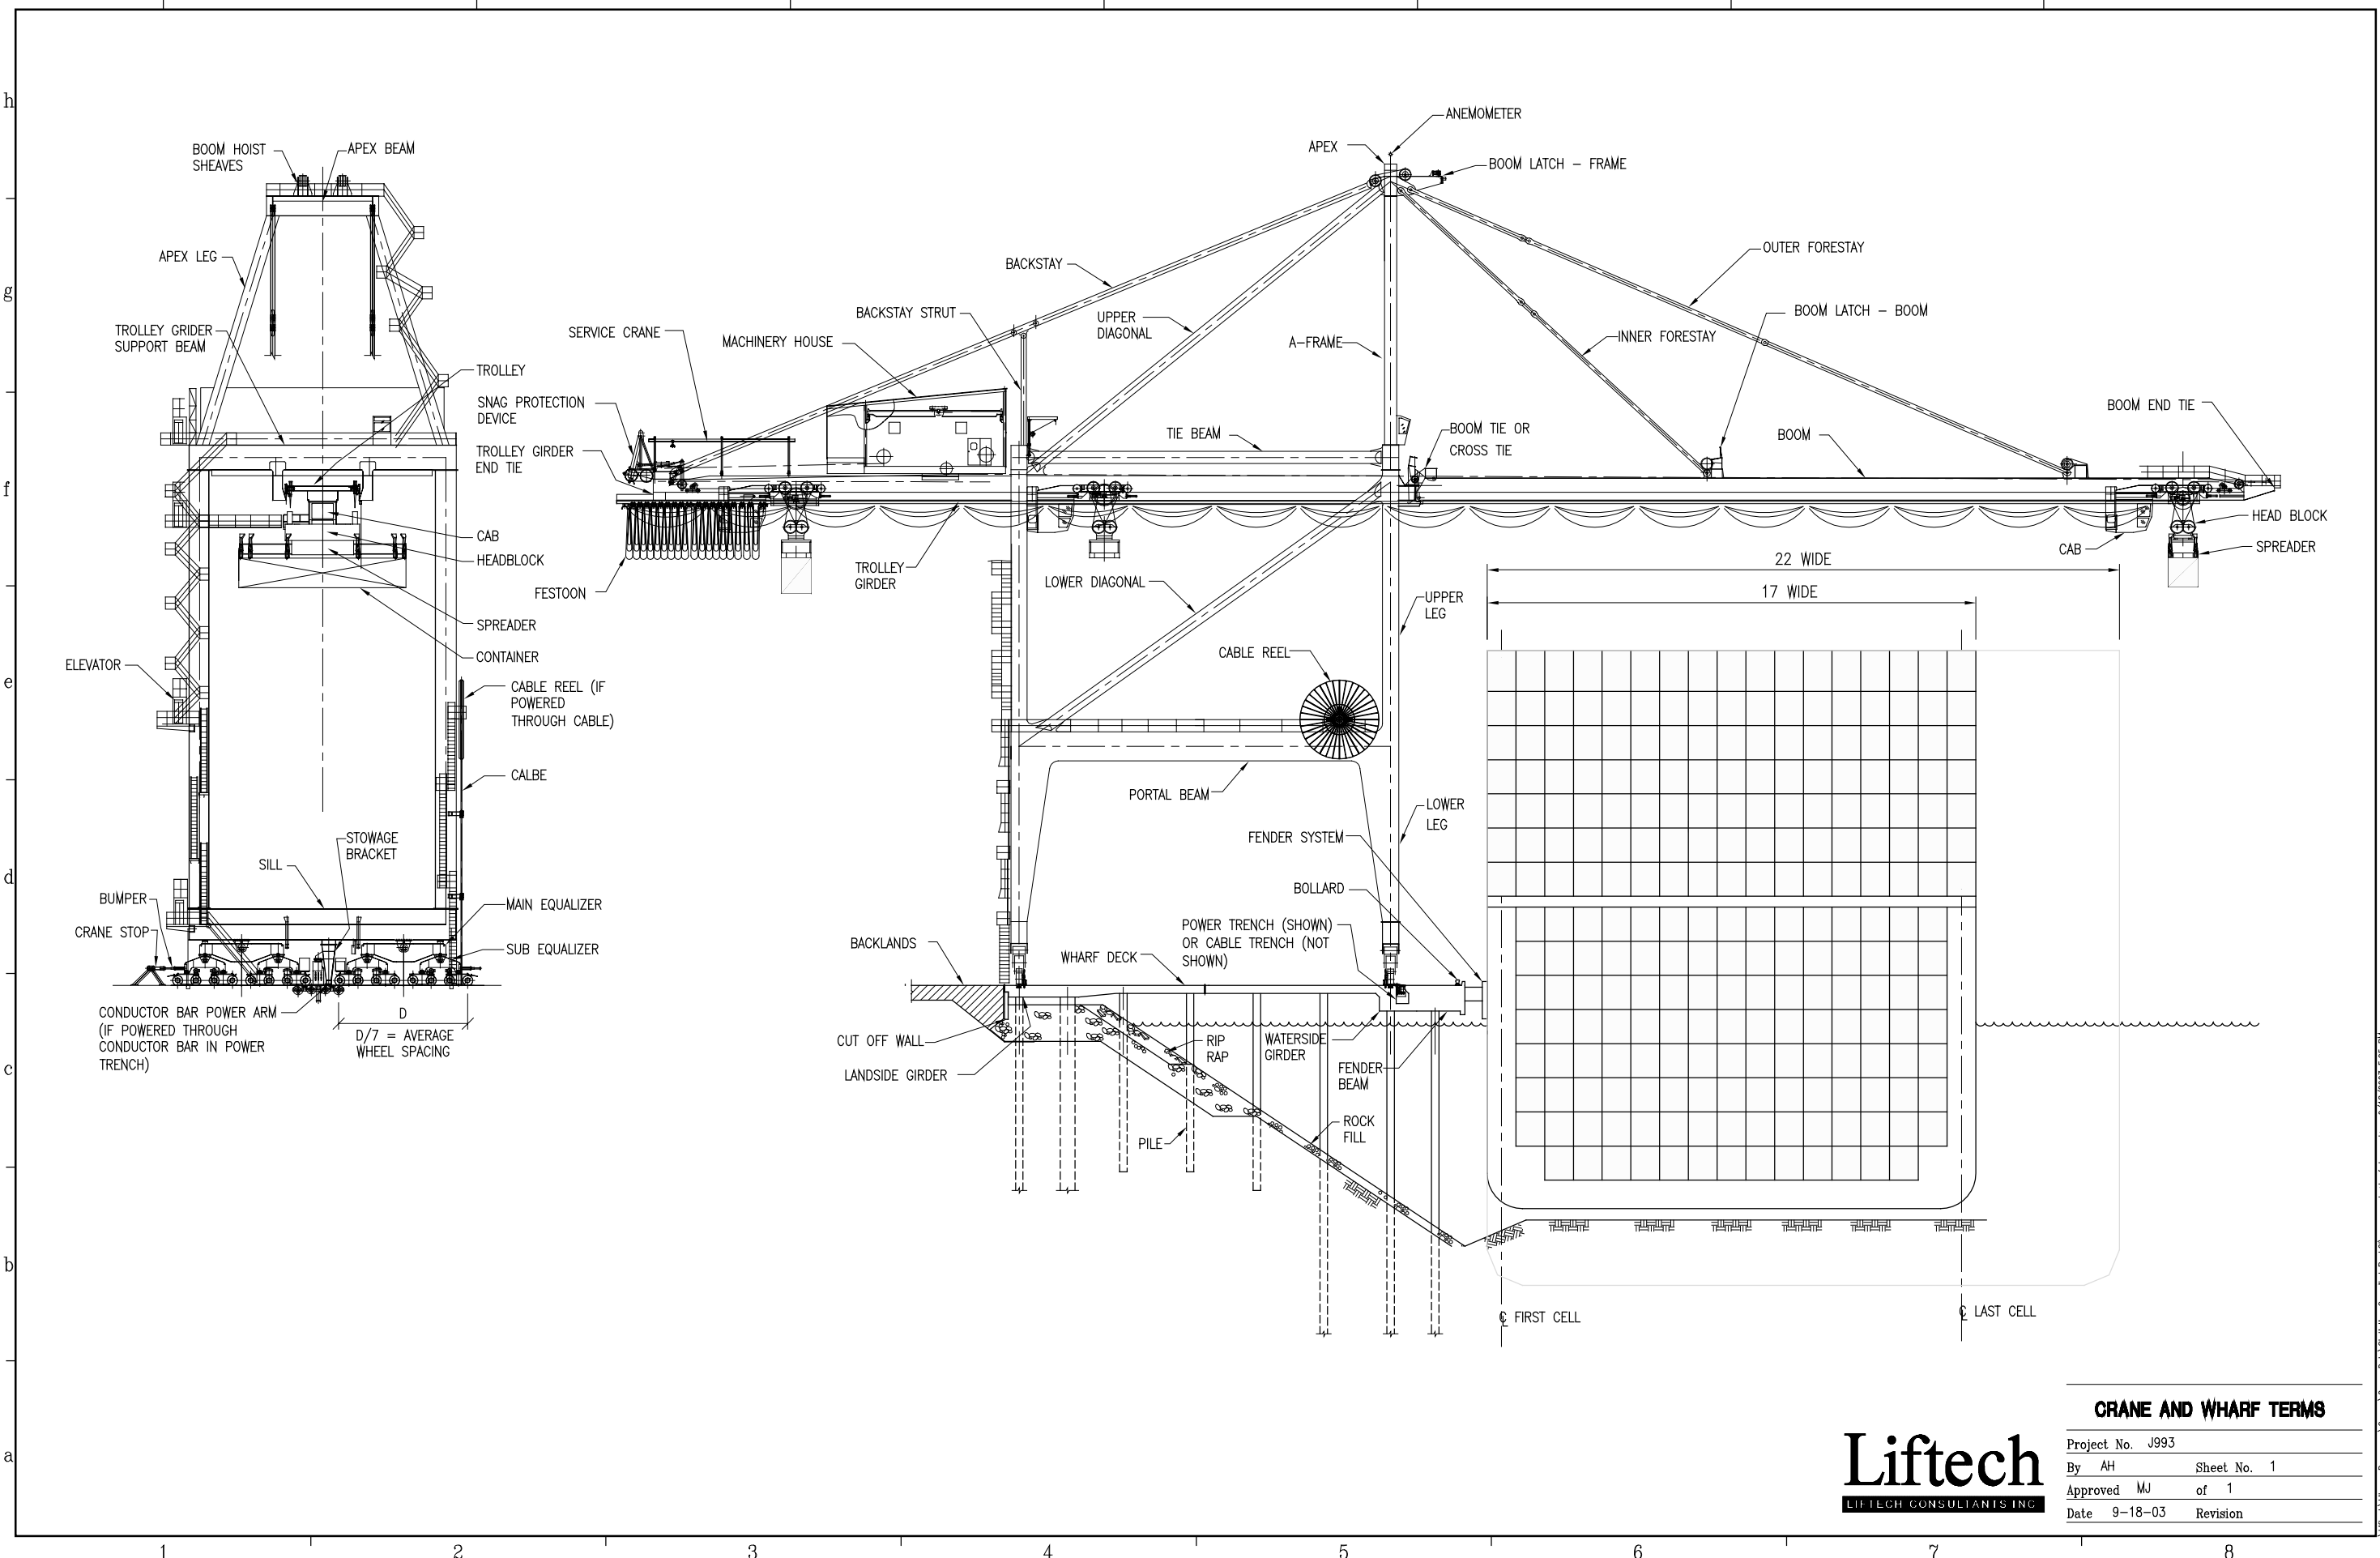 h
g
f
e
d
c
b
a
1
2
3
4
5
6
7
8
BOOM HOIST
SHEAVES
APEX BEAM
APEX LEG
TROLLEY GRIDER
SUPPORT BEAM
TROLLEY
SNAG PROTECTION
DEVICE
TROLLEY GIRDER
END TIE
CAB
HEADBLOCK
FESTOON
SPREADER
CONTAINER
ELEVATOR
CABLE REEL (IF
POWERED
THROUGH CABLE)
CALBE
STOWAGE
BRACKET
SILL
BUMPER
CRANE STOP
MAIN EQUALIZER
SUB EQUALIZER
CONDUCTOR BAR POWER ARM
(IF POWERED THROUGH
CONDUCTOR BAR IN POWER
TRENCH)
D
D/7 = AVERAGE
WHEEL SPACING
ANEMOMETER
APEX
BOOM LATCH - FRAME
BACKSTAY
OUTER FORESTAY
BACKSTAY STRUT
UPPER
DIAGONAL
BOOM LATCH - BOOM
SERVICE CRANE
MACHINERY HOUSE
A-FRAME
INNER FORESTAY
BOOM END TIE
TIE BEAM
BOOM TIE OR
CROSS TIE
BOOM
HEAD BLOCK
CAB
SPREADER
22 WIDE
17 WIDE
TROLLEY
GIRDER
LOWER DIAGONAL
UPPER
LEG
CABLE REEL
PORTAL BEAM
LOWER
LEG
FENDER SYSTEM
BOLLARD
POWER TRENCH (SHOWN)
OR CABLE TRENCH (NOT
SHOWN)
BACKLANDS
WHARF DECK
CUT OFF WALL
RIP
RAP
WATERSIDE
GIRDER
LANDSIDE GIRDER
FENDER
BEAM
PILE
ROCK
FILL
℄ FIRST CELL
℄ LAST CELL
Liftech
LIFTECH CONSULTANTS INC
CRANE AND WHARF TERMS
Project No. J993
By AH Sheet No. 1
Approved MJ of 1
Date 9-18-03 Revision